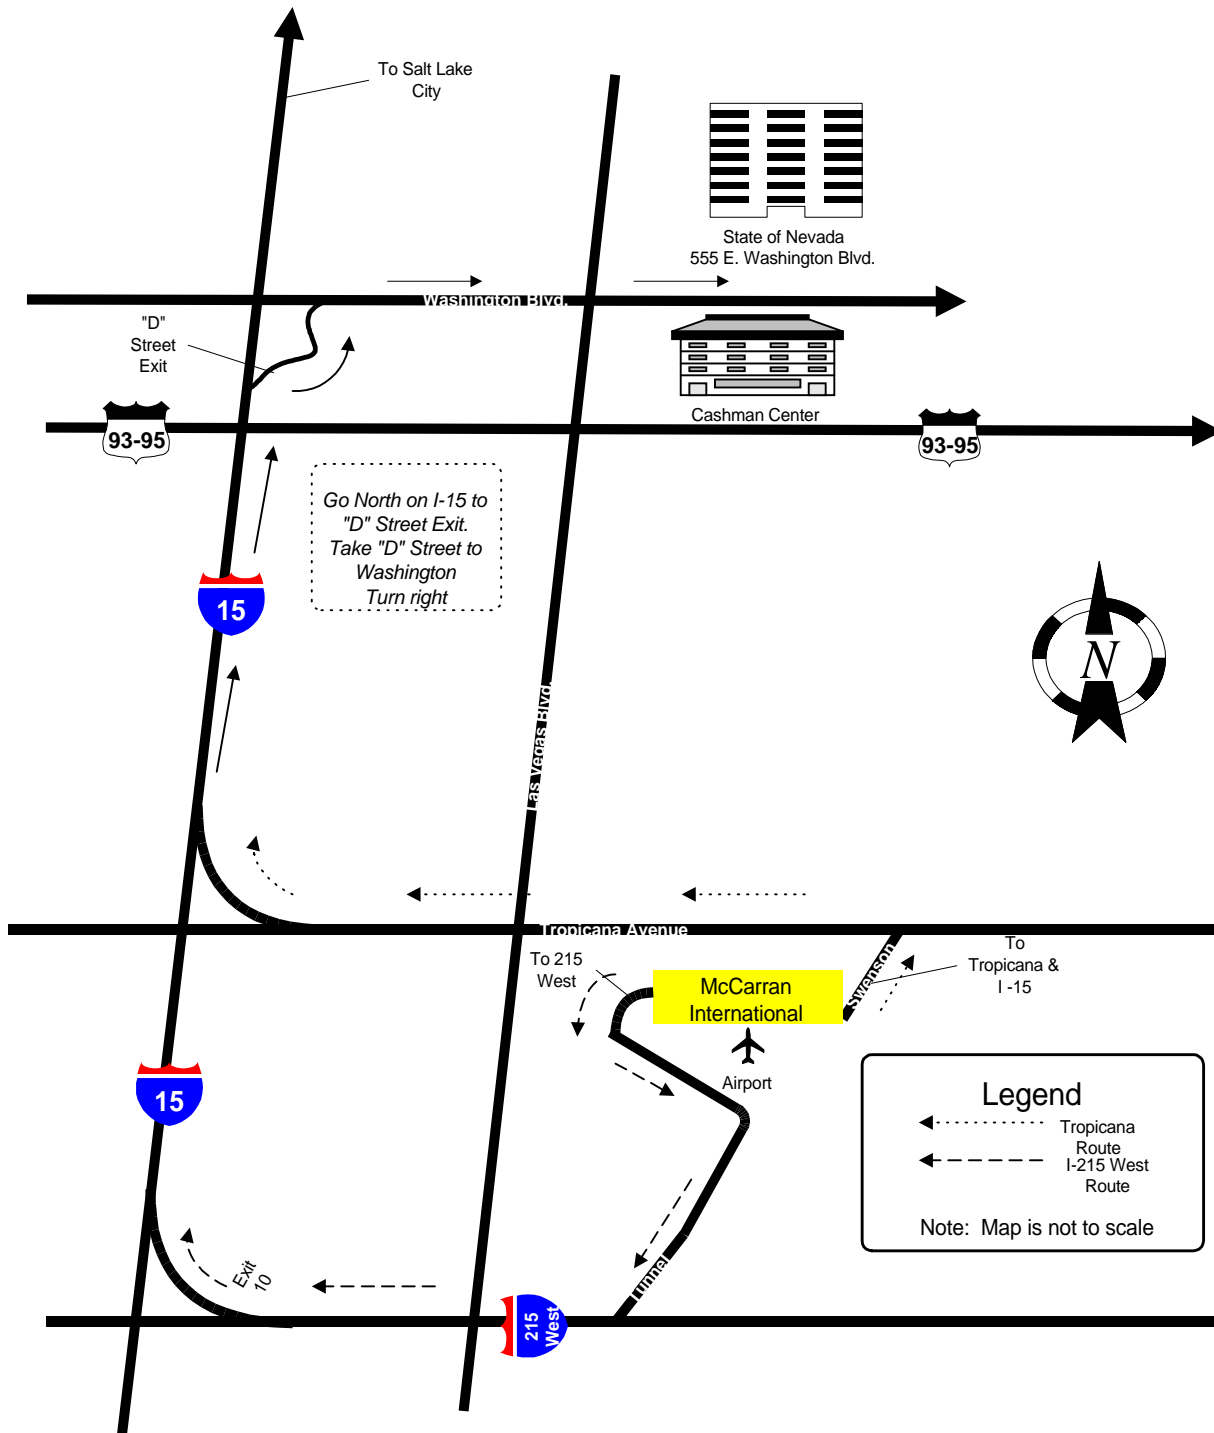 To Salt Lake
City
State of Nevada
555 E. Washington Blvd.
Washington Blvd.
"D"
Street
Exit
Cashman Center
93-95
93-95
Go North on I-15 to
"D" Street Exit.
Take "D" Street to
Washington
Turn right
15
N
Las Vegas Blvd.
Tropicana Avenue
To 215
West
McCarran
International
Swenson
To
Tropicana &
I -15
Airport
15
Legend
Tropicana
Route
I-215 West
Route
Note:  Map is not to scale
Exit
10
Tunnel
215
West